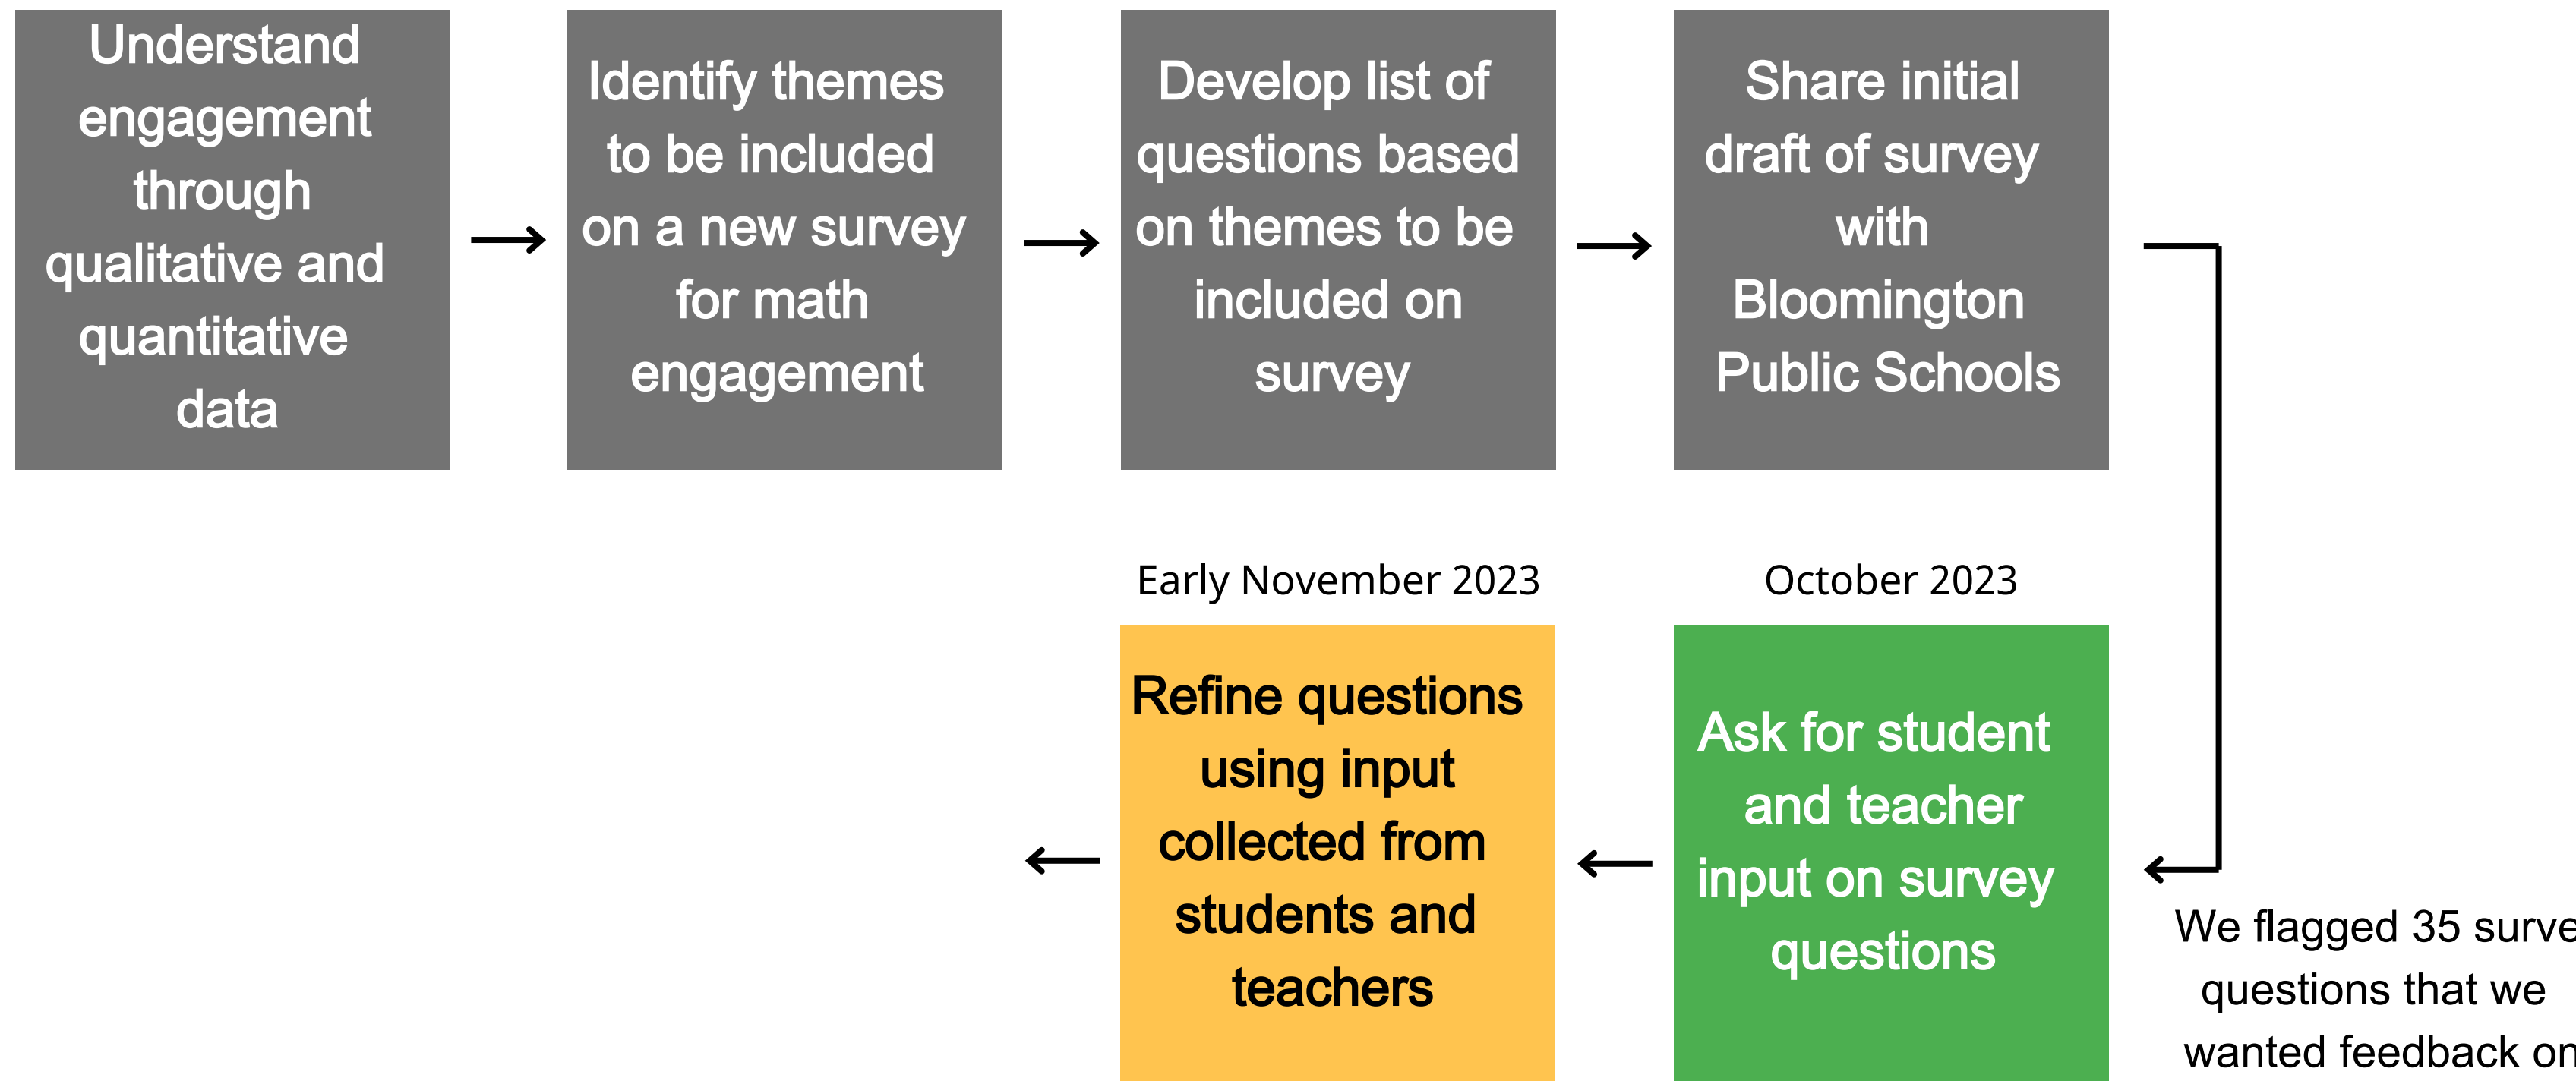 Understand
engagement
through
qualitative and
quantitative
data
Identify themes
to be included
on a new survey
for math
engagement
Develop list of
questions based
on themes to be
included on
survey
Share initial
draft of survey
with
Bloomington
Public Schools
Early November 2023
October 2023
Refine questions
using input
collected from
students and
teachers
Ask for student
and teacher
input on survey
questions
We flagged 35 surve
questions that we
wanted feedback on